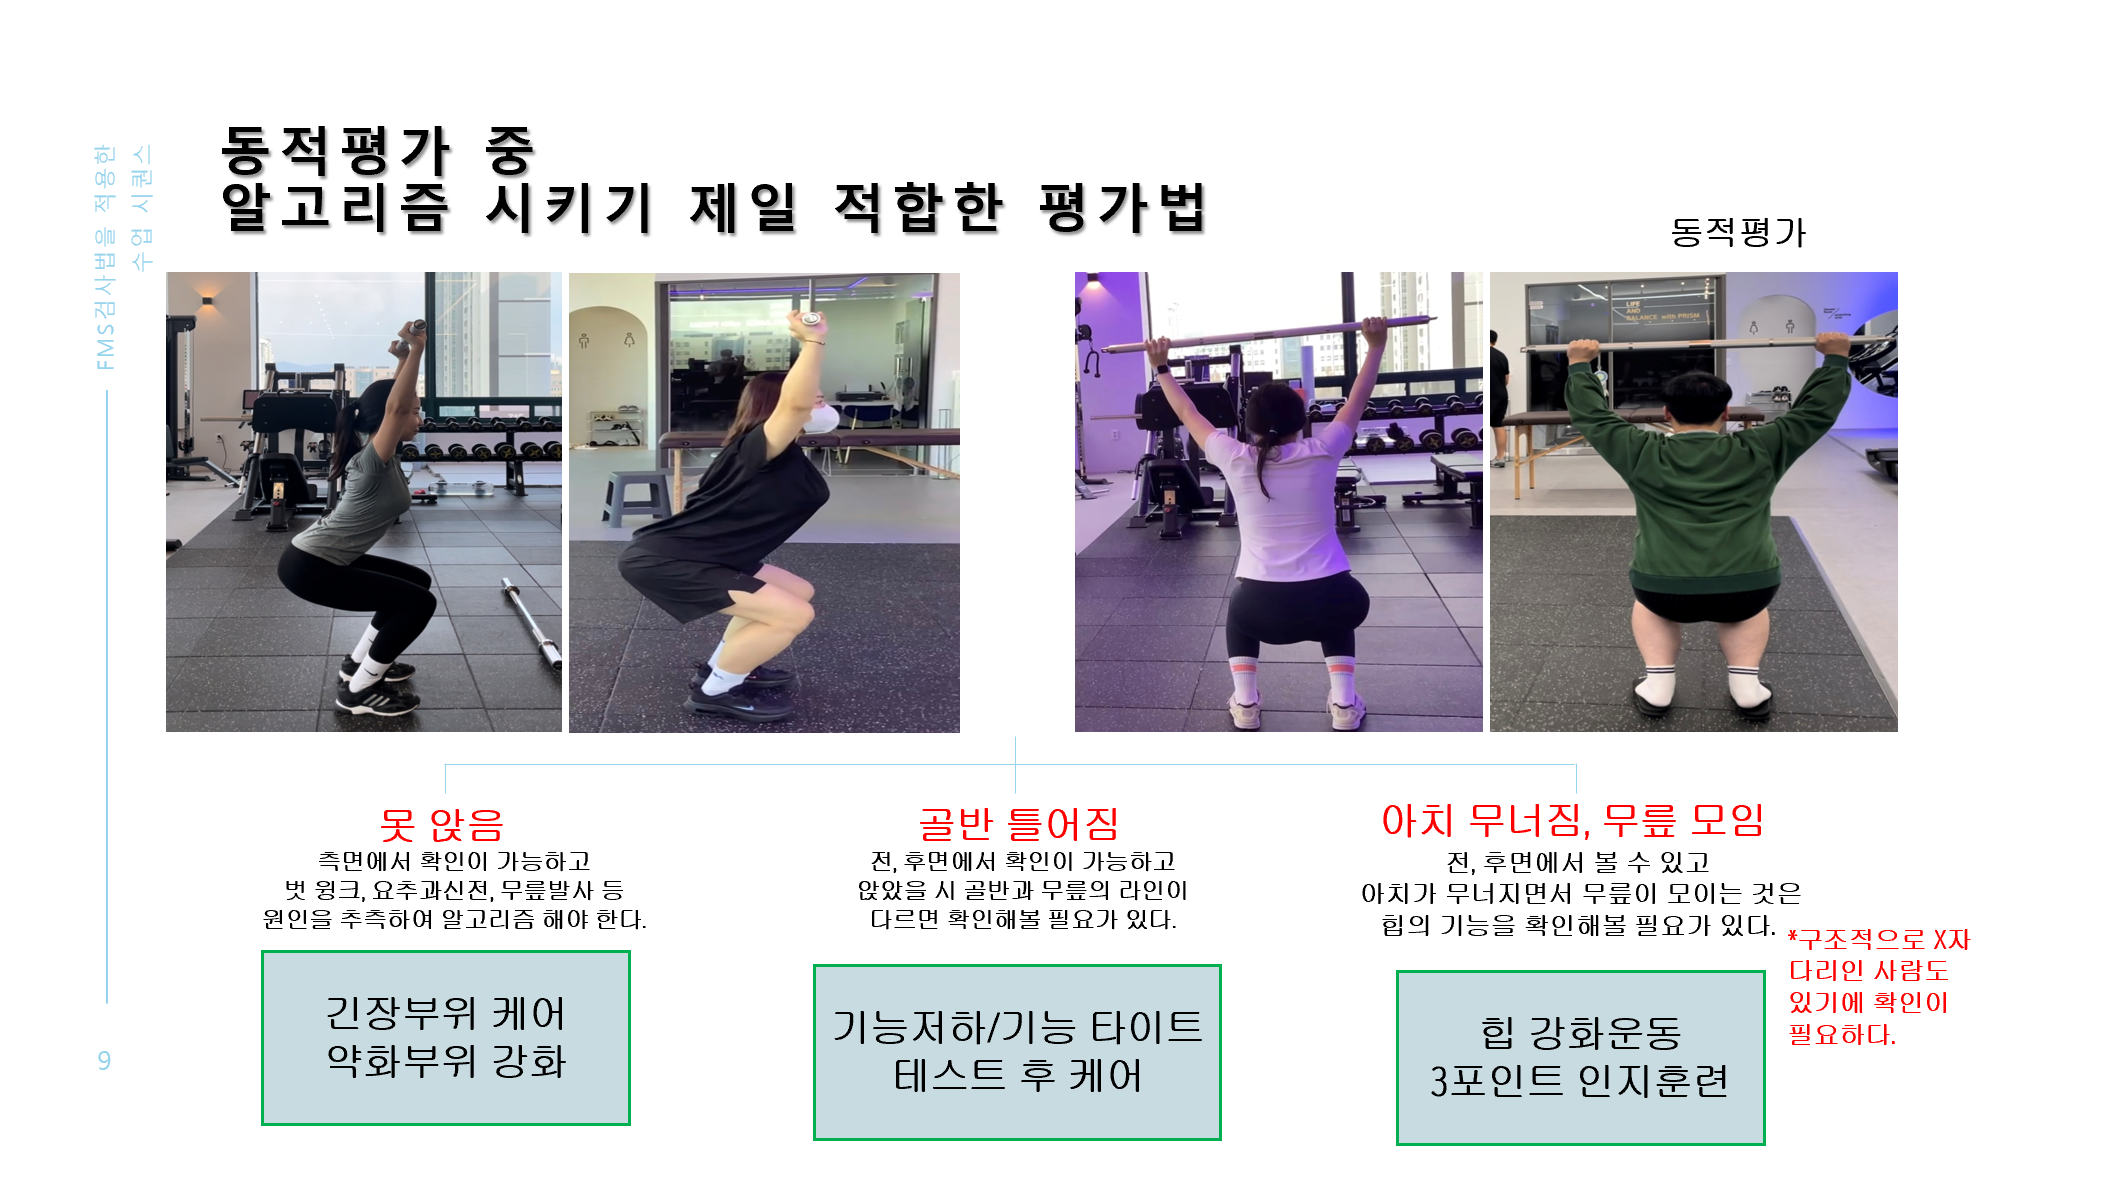 FMS검사법을 적용한
수업 시퀀스
동적평가 중
알고리즘 시키기 제일 적합한 평가법
동적평가
LIFE
AND
BALANCE with PRISM
못 앉음
측면에서 확인이 가능하고
벗 윙크, 요추과신전, 무릎발사 등
원인을 추측하여 알고리즘 해야 한다.
긴장부위 케어
약화부위 강화
골반 틀어짐
전, 후면에서 확인이 가능하고
앉았을 시 골반과 무릎의 라인이
다르면 확인해볼 필요가 있다.
기능저하/기능 타이트
테스트 후 케어
아치 무너짐, 무릎 모임
전, 후면에서 볼 수 있고
아치가 무너지면서 무릎이 모이는 것은
힙의 기능을 확인해볼 필요가 있다.
*구조적으로 X자
다리인 사람도
있기에 확인이
필요하다.
힙 강화운동
3포인트 인지훈련
9